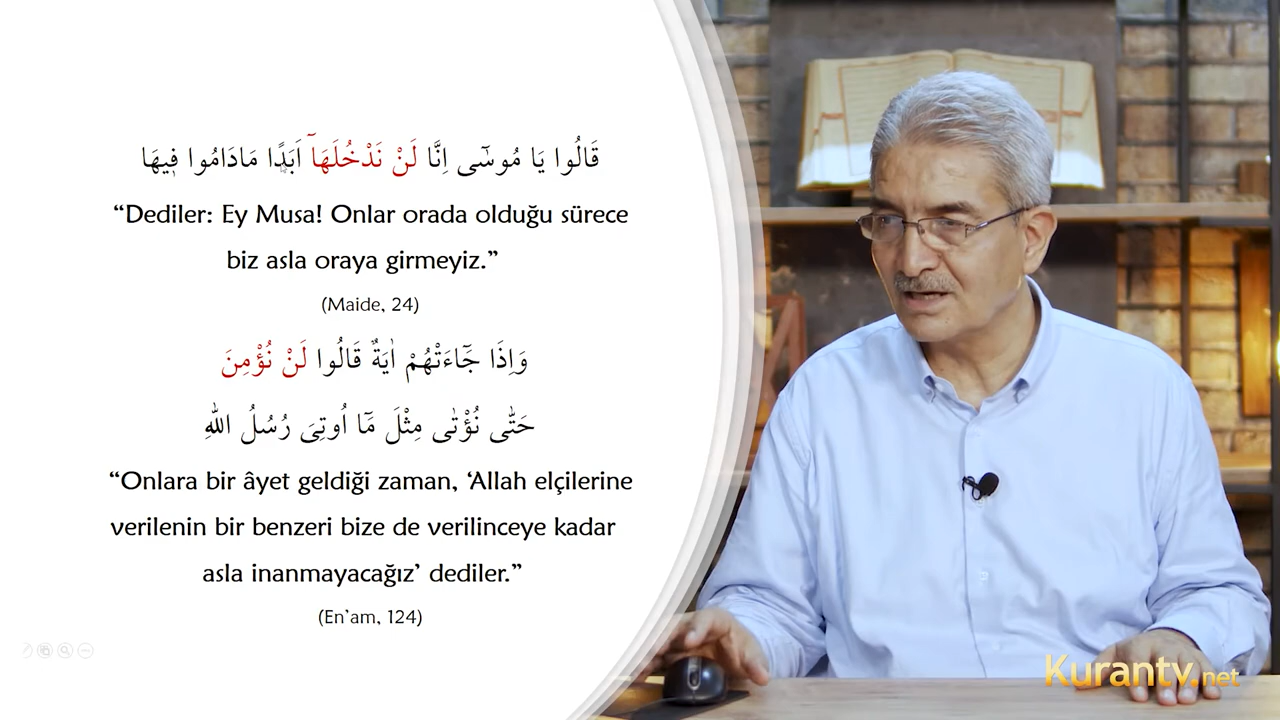 قَالُوا يَا مُوسٰٓى اِنَّا لَنْ نَدْخُلَهَٓا اَبَدًا مَادَامُوا ف۪يهَا
“Dediler: Ey Musa! Onlar orada olduğu sürece
biz asla oraya girmeyiz.”
(Maide, 24)
وَاِذَا جَٓاءَتْهُمْ اٰيَةٌ قَالُوا لَنْ نُؤْمِنَ
حَتّٰى نُؤْتٰى مِثْلَ مَٓا اُو۫تِيَ رُسُلُ اللّٰهِ
“Onlara bir âyet geldiği zaman, ‘Allah elçilerine
verilenin bir benzeri bize de verilinceye kadar
asla inanmayacağız’ dediler.”
(En’am, 124)
Kurantv.net